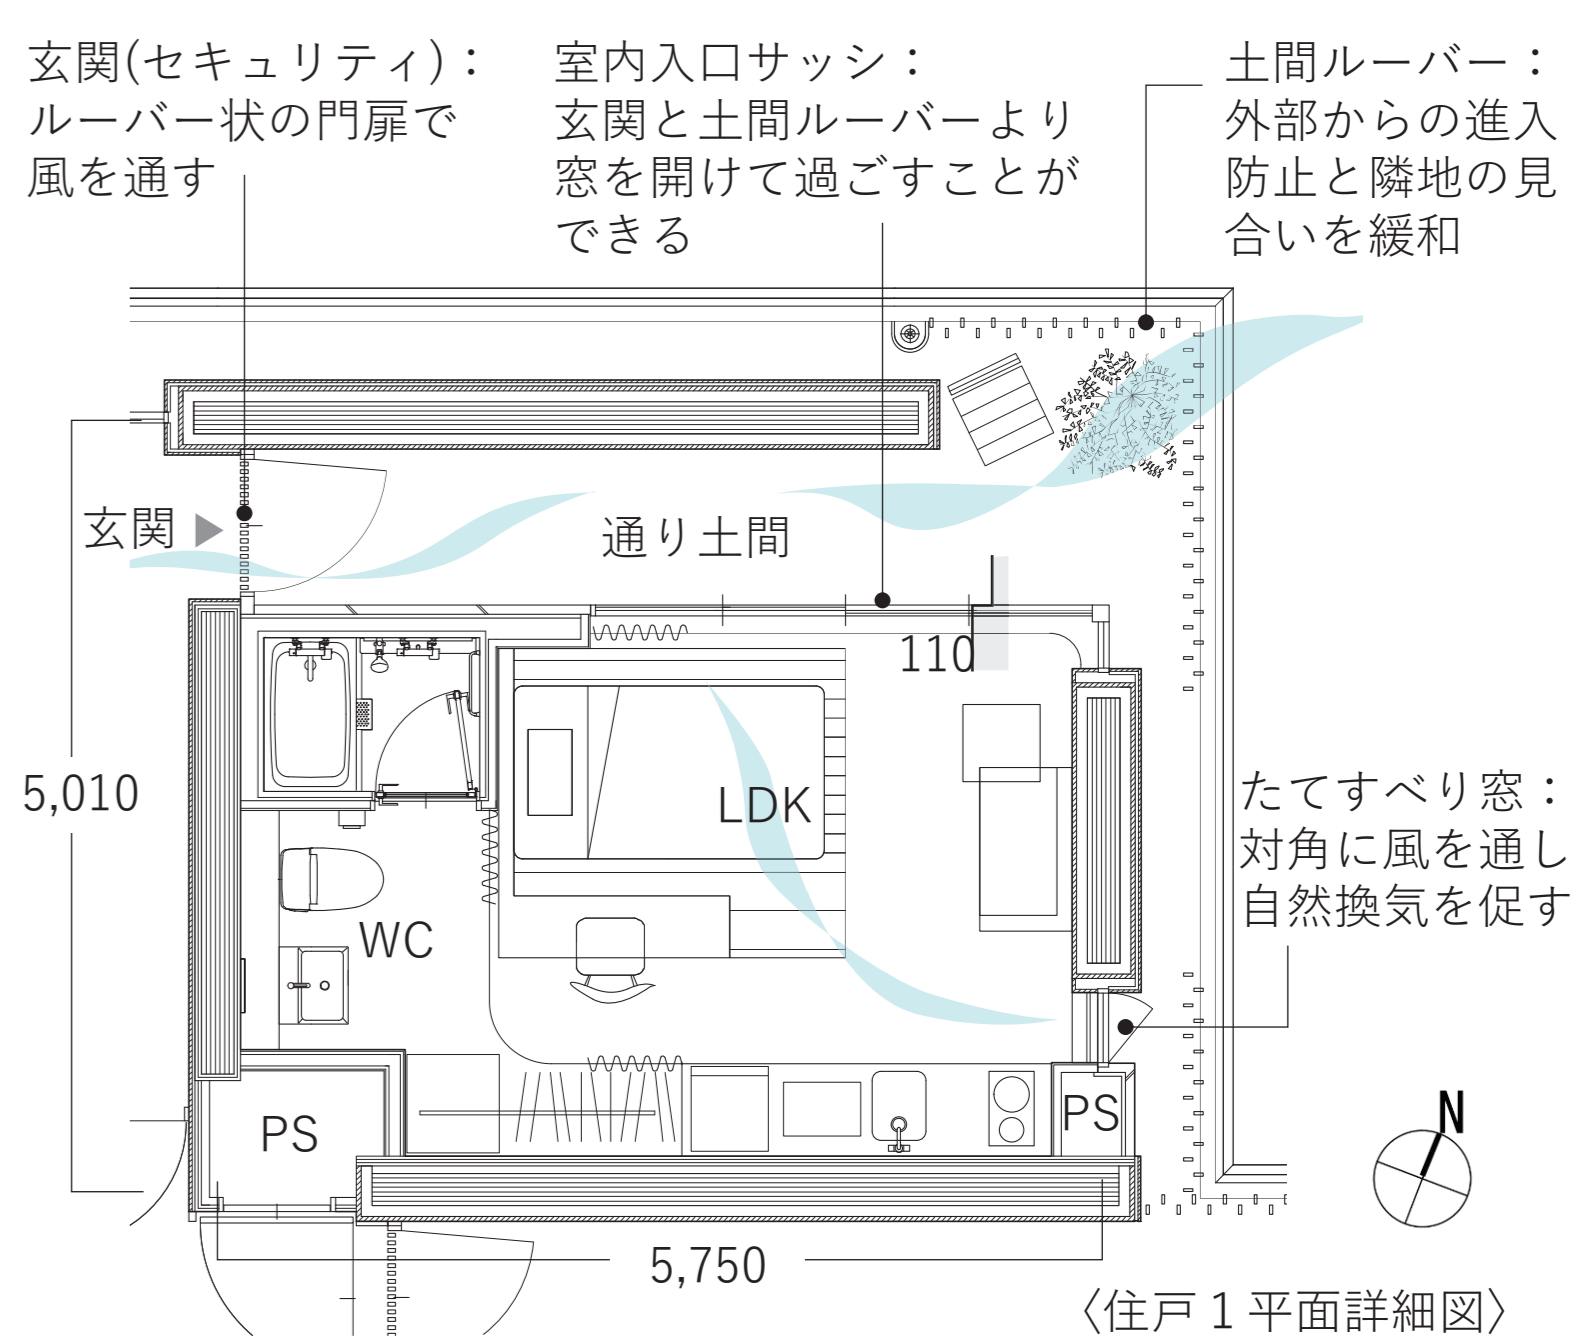 玄関(セキュリティ)：
ルーバー状の門扉で
風を通す
室内入口サッシ：
玄関と土間ルーバーより
窓を開けて過ごすことが
できる
土間ルーバー：
外部からの進入
防止と隣地の見
合いを緩和
玄関
通り土間
110
5,010
LDK
たてすべり窓：
対角に風を通し
自然換気を促す
WC
PS
PS
N
5,750
〈住戸1平面詳細図〉